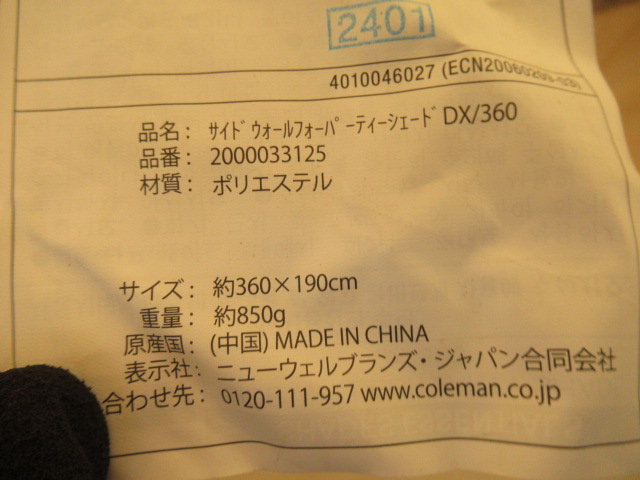 2401
4010046027 (ECN20060209-03)
品名： ｻｲﾄﾞｳｫｰﾙﾌｫｰﾊﾟｰﾃｨｰｼｪｰﾄﾞDX/360
品番： 2000033125
材質： ポリエステル
サイズ： 約360×190cm
重量： 約850g
原産国： (中国) MADE IN CHINA
表示社： ニューウェルブランズ・ジャパン合同会社
合わせ先： 0120-111-957 www.coleman.co.jp